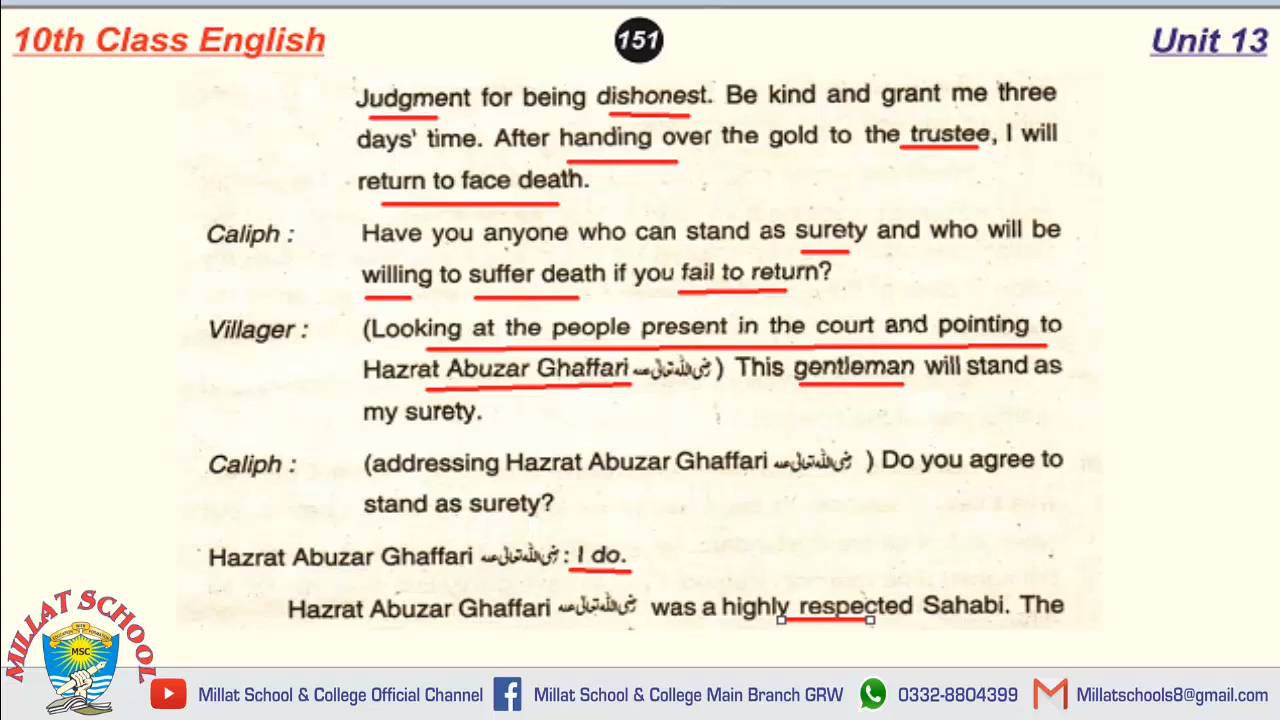 10th Class English
151
Unit 13
Judgment for being dishonest. Be kind and grant me three
days' time. After handing over the gold to the trustee, I will
return to face death.
Caliph : Have you anyone who can stand as surety and who will be
willing to suffer death if you fail to return?
Villager : (Looking at the people present in the court and pointing to
Hazrat Abuzar Ghaffari رضی اللہ تعالیٰ عنہ ) This gentleman will stand as
my surety.
Caliph : (addressing Hazrat Abuzar Ghaffari رضی اللہ تعالیٰ عنہ ) Do you agree to
stand as surety?
Hazrat Abuzar Ghaffari رضی اللہ تعالیٰ عنہ : I do.
Hazrat Abuzar Ghaffari رضی اللہ تعالیٰ عنہ was a highly respected Sahabi. The
MILLAT SCHOOL
MSC
Millat School & College Official Channel
Millat School & College Main Branch GRW
0332-8804399
Millatschools8@gmail.com